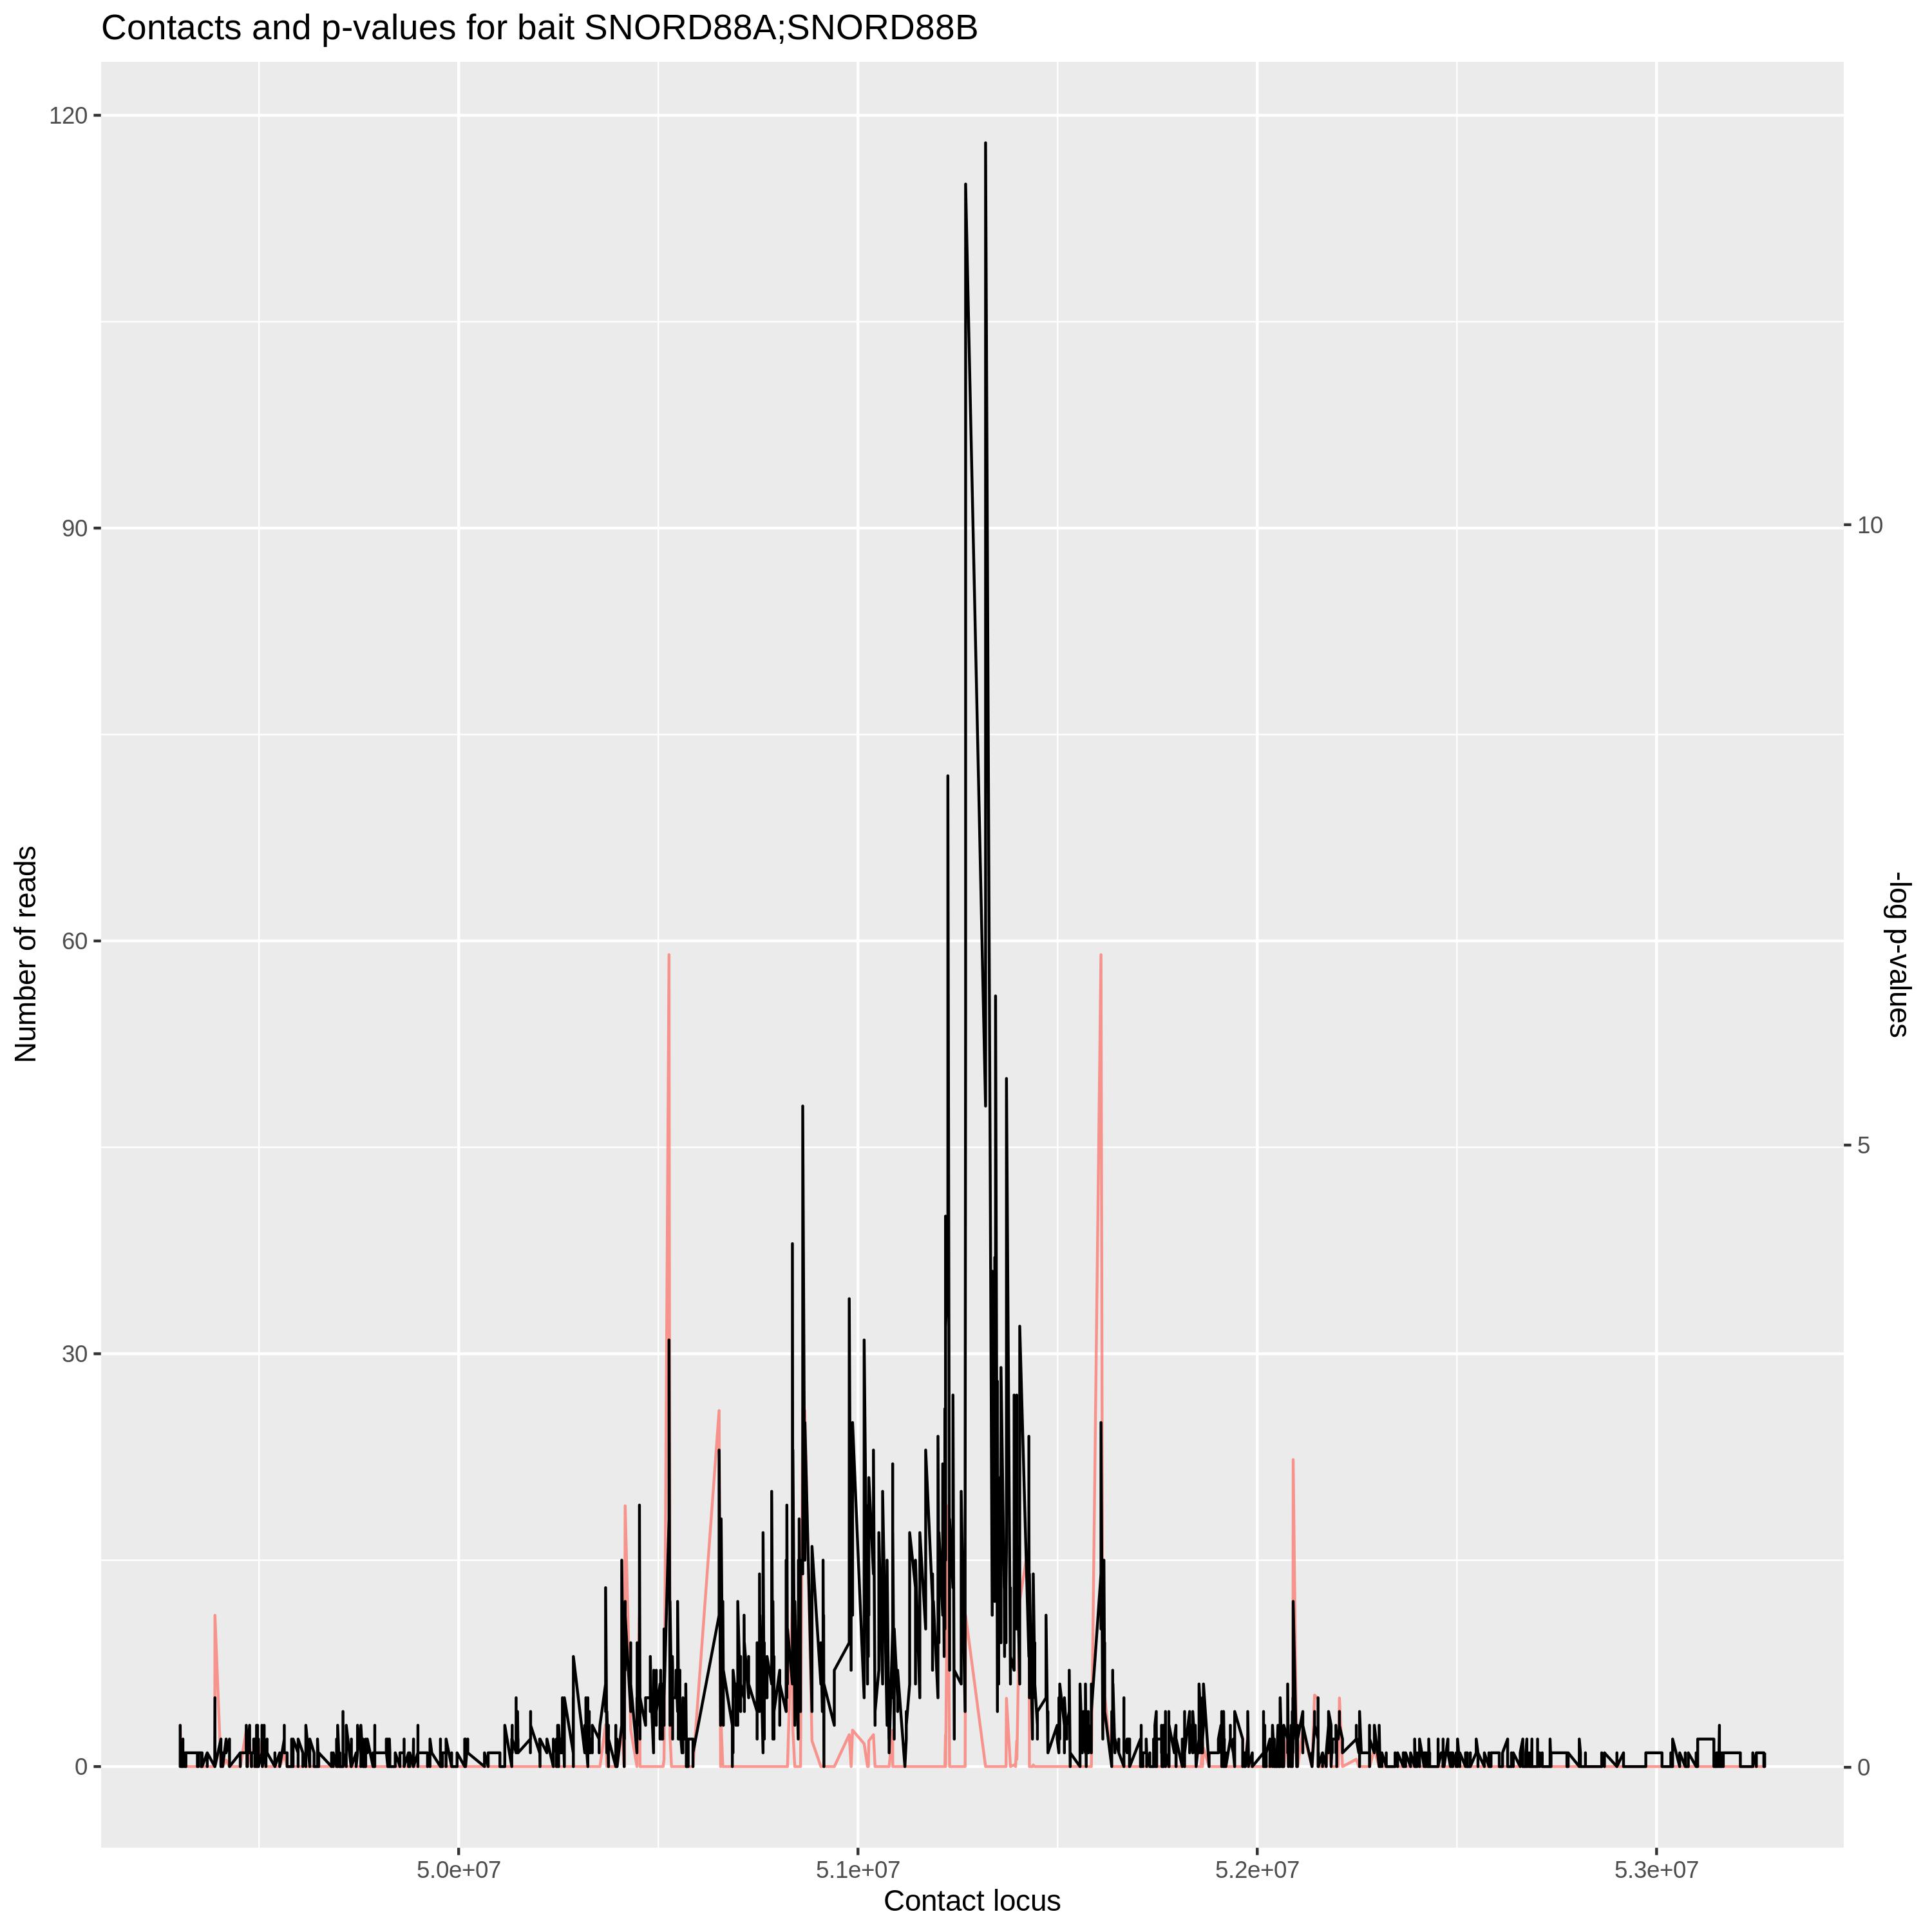 Contacts and p-values for bait SNORD88A;SNORD88B
120
90
60
30
0
10
5
0
Number of reads
-log p-values
5.0e+07
5.1e+07
5.2e+07
5.3e+07
Contact locus